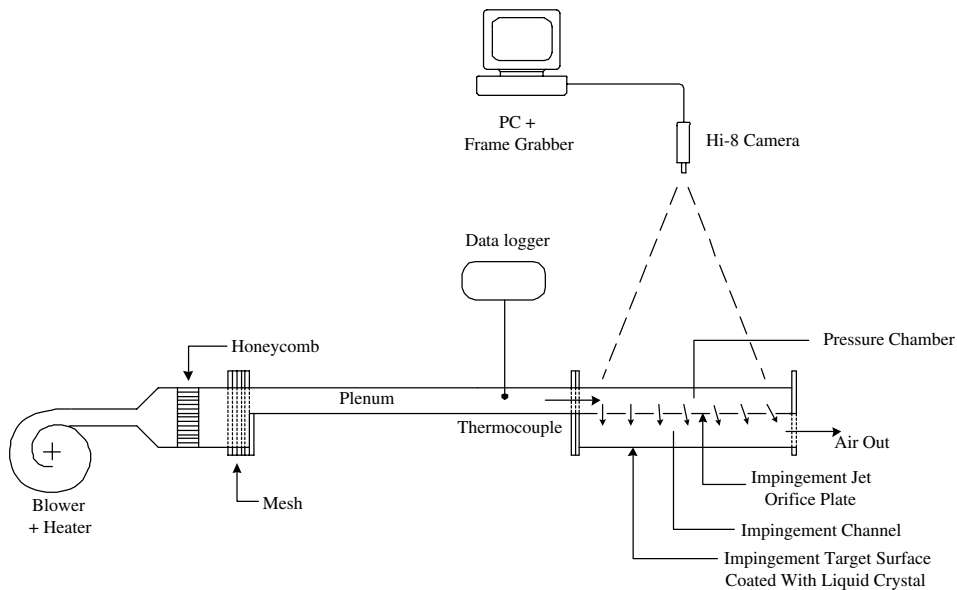 PC +
Frame Grabber
Hi-8 Camera
Data logger
Pressure Chamber
Honeycomb
Plenum
Thermocouple
Air Out
Impingement Jet
Orifice Plate
Mesh
Blower
+ Heater
Impingement Channel
Impingement Target Surface
Coated With Liquid Crystal